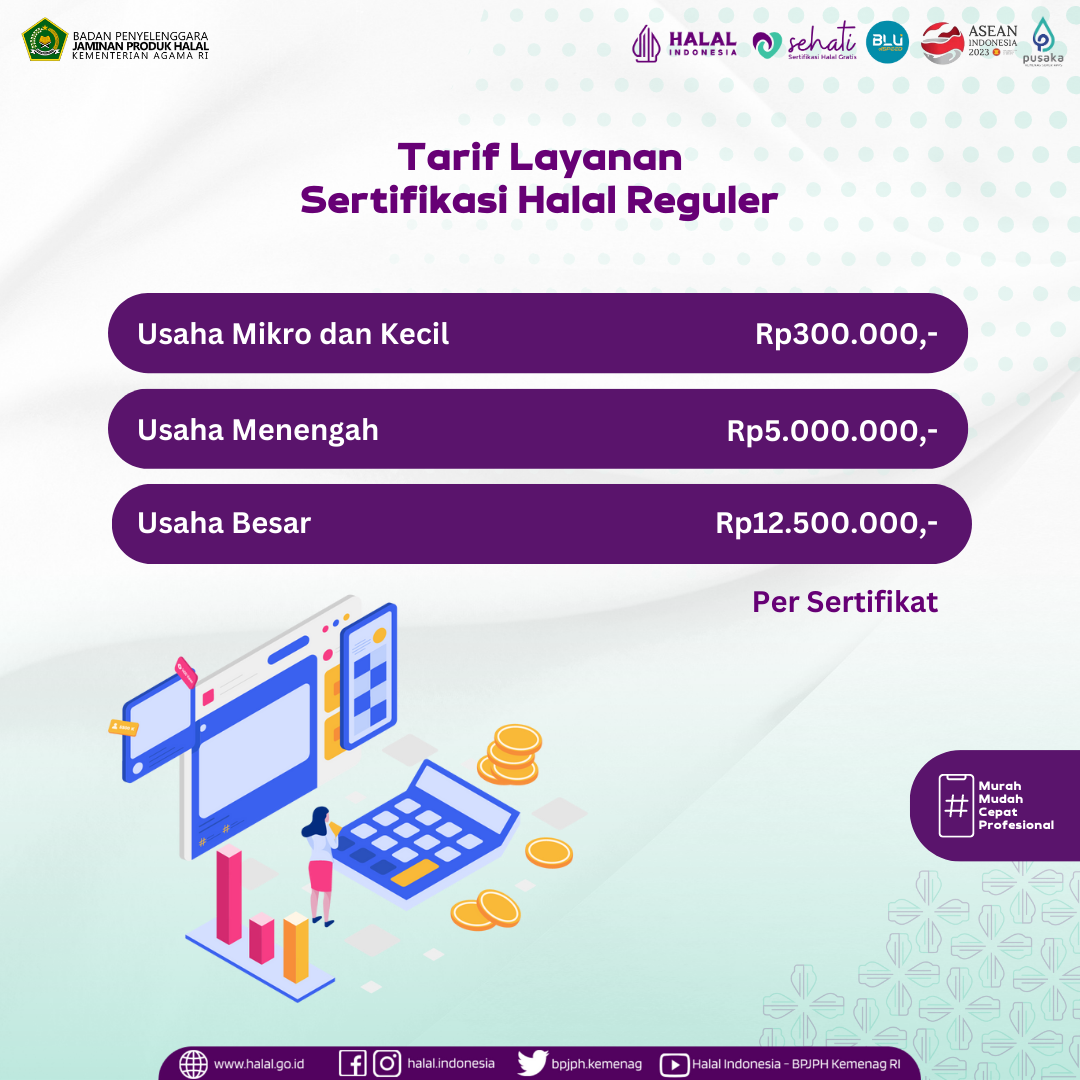 BADAN PENYELENGGARA
JAMINAN PRODUK HALAL
KEMENTERIAN AGAMA RI
HALAL
INDONESIA
sehati
Sertifikasi Halal Gratis
BLU
ASEAN
INDONESIA
2023
pusaka
Tarif Layanan
Sertifikasi Halal Reguler
Usaha Mikro dan Kecil Rp300.000,-
Usaha Menengah Rp5.000.000,-
Usaha Besar Rp12.500.000,-
Per Sertifikat
#
Murah
Mudah
Cepat
Profesional
www.halal.go.id halal.indonesia bpjph.kemenag Halal Indonesia - BPJPH Kemenag RI